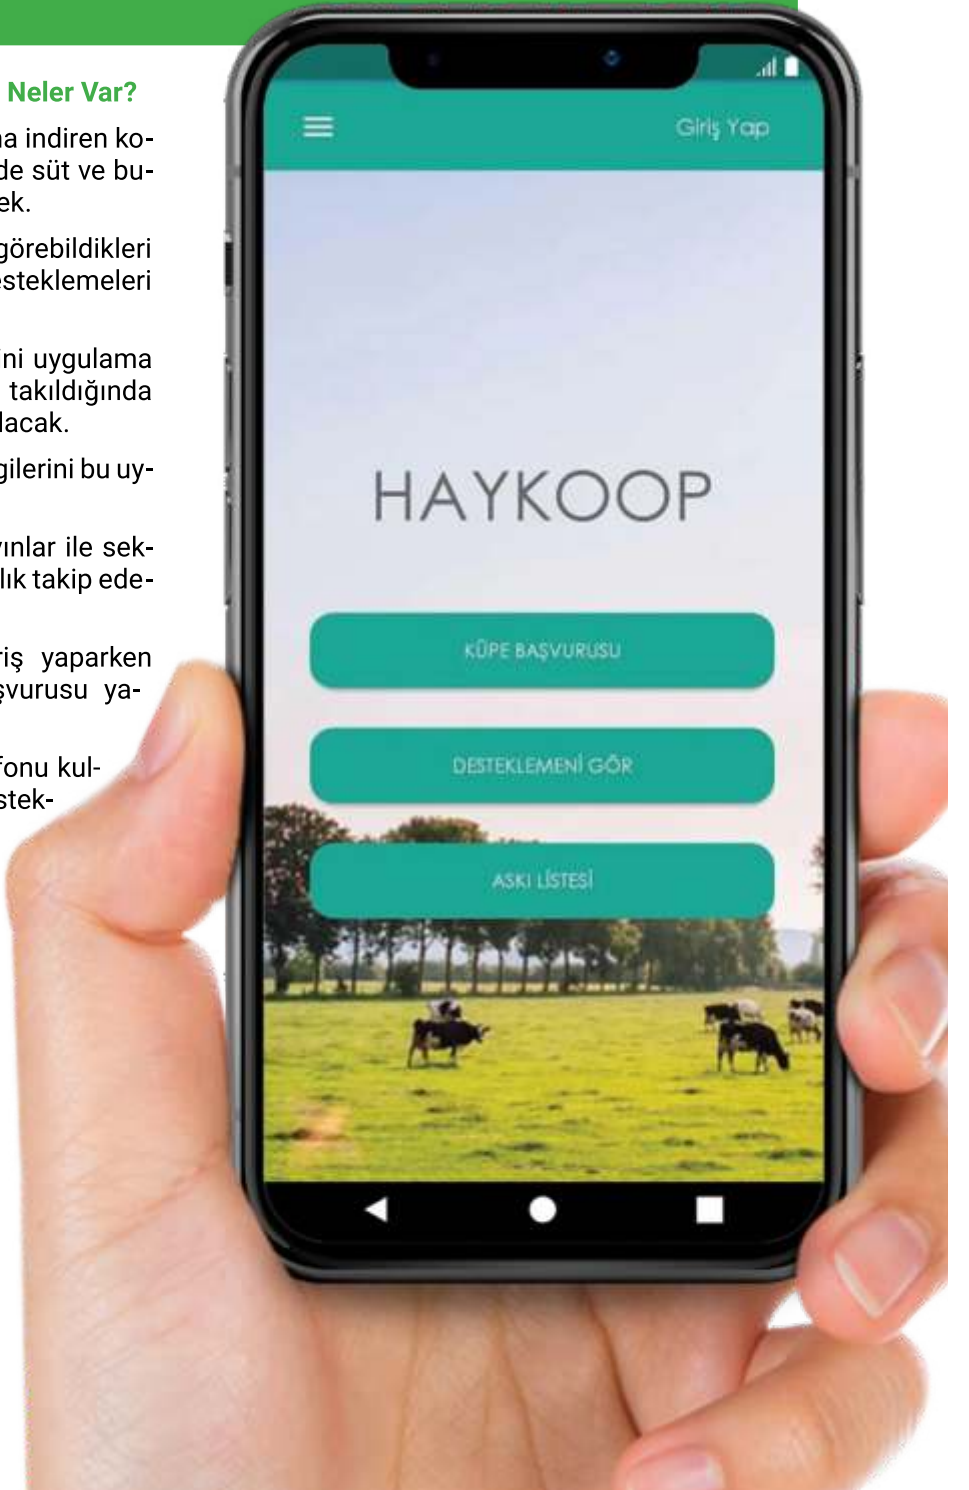 Neler Var?
na indiren ko-
de süt ve bu-
ek.
görebildikleri
esteklemeleri
ini uygulama
takıldığında
lacak.
gilerini bu uy-
yınlar ile sek-
lık takip ede-
riş yaparken
şvurusu ya-
fonu kul-
stek-
Giriş Yap
HAYKOOP
KÜPE BAŞVURUSU
DESTEKLEMENİ GÖR
ASKI LİSTESİ